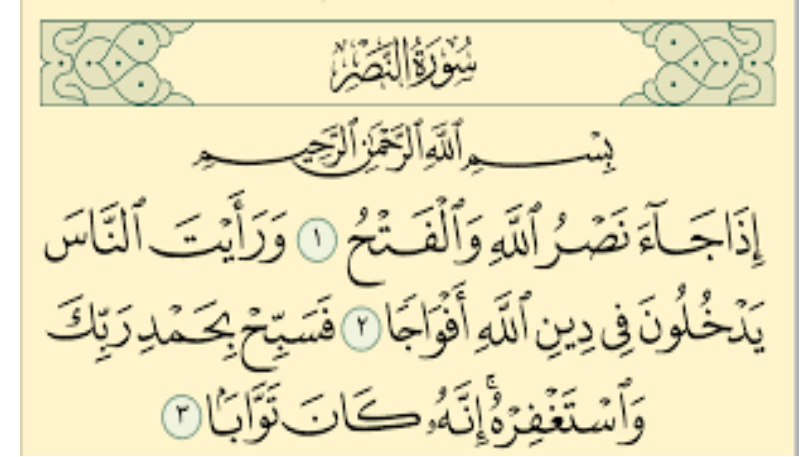 سُورَةُ النَّصْرِ
بِسْمِ ٱللَّهِ ٱلرَّحْمَٰنِ ٱلرَّحِيمِ
إِذَا جَآءَ نَصْرُ ٱللَّهِ وَٱلْفَتْحُ ١ وَرَأَيْتَ ٱلنَّاسَ
يَدْخُلُونَ فِى دِينِ ٱللَّهِ أَفْوَاجًا ٢ فَسَبِّحْ بِحَمْدِ رَبِّكَ
وَٱسْتَغْفِرْهُ ۚ إِنَّهُۥ كَانَ تَوَّابًۢا ٣